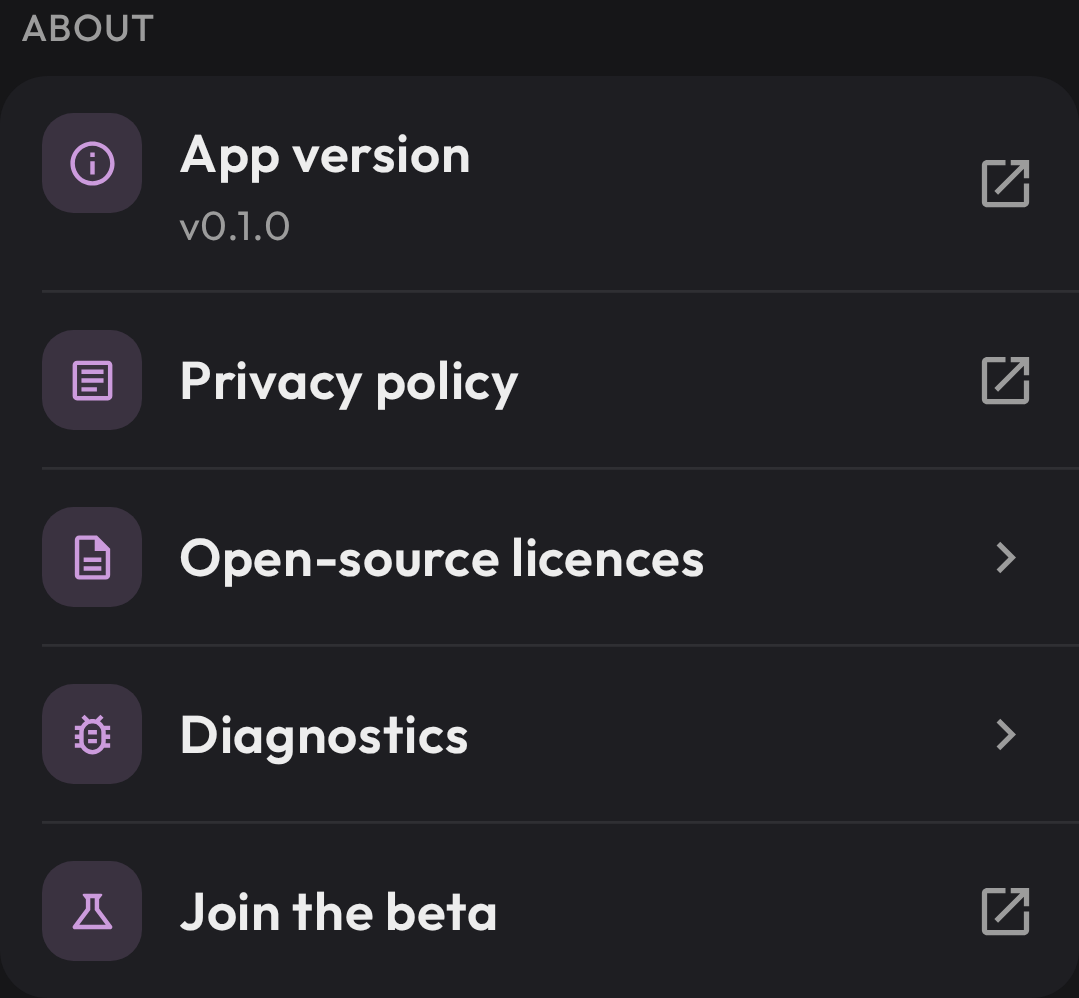 ABOUT
App version
v0.1.0
Privacy policy
Open-source licences
Diagnostics
Join the beta